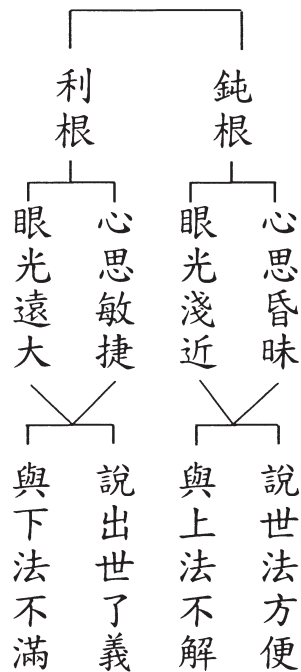 鈍根
利根
心思昏昧
眼光淺近
心思敏捷
眼光遠大
說世法方便
與上法不解
說出世了義
與下法不滿